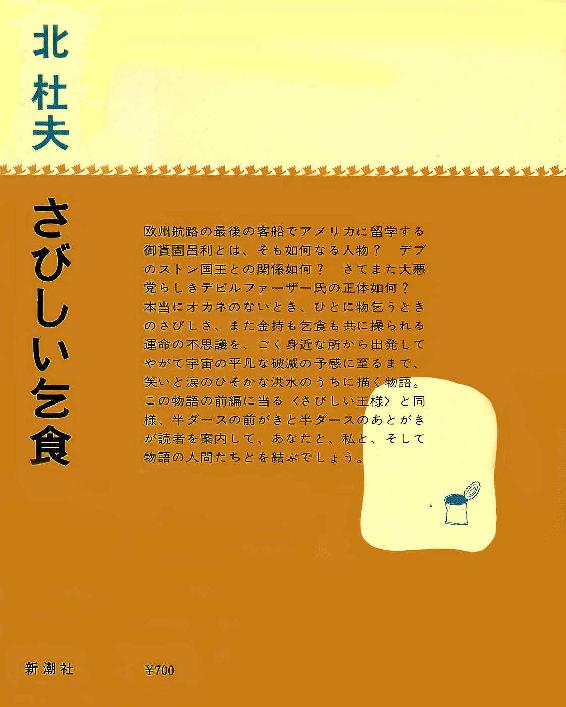 北 杜夫
さびしい乞食
欧州航路の最後の客船でアメリカに留学する
御貰固呂利とは、そも如何なる人物？　デブ
のストン国王との関係如何？　さてまた大悪
党らしきデビルファーザー氏の正体如何？
本当にオカネのないとき、ひとに物乞うとき
のさびしさ、また金持も乞食も共に操られる
運命の不思議を、ごく身近な所から出発して
やがて宇宙の平凡な破滅の予感に至るまで、
笑いと涙のひそかな洪水のうちに描く物語。
この物語の前編に当る〈さびしい王様〉と同
様、半ダースの前がきと半ダースのあとがき
が読者を案内して、あなたと、私と、そして
物語の人間たちとを結ぶでしょう。
新潮社
¥700